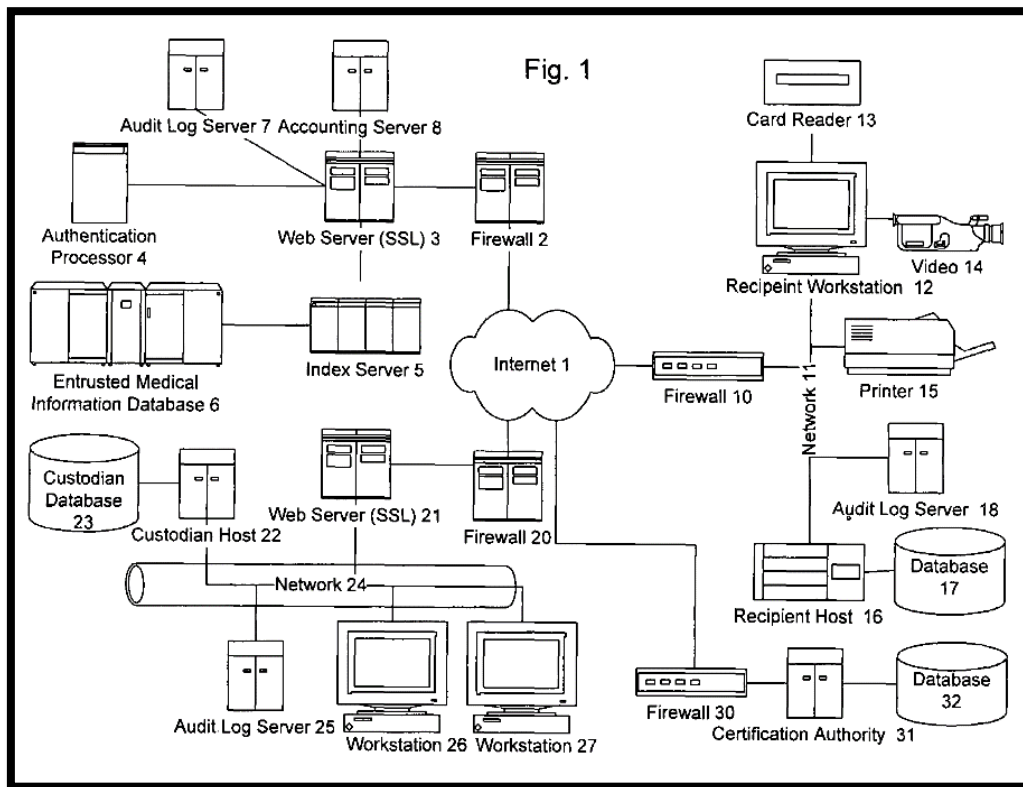 Fig. 1
Audit Log Server 7
Accounting Server 8
Card Reader 13
Authentication
Processor 4
Web Server (SSL) 3
Firewall 2
Video 14
Recipeint Workstation 12
Entrusted Medical
Information Database 6
Index Server 5
Internet 1
Firewall 10
Network 11
Printer 15
Custodian
Database
23
Custodian Host 22
Web Server (SSL) 21
Firewall 20
Audit Log Server 18
Network 24
Database
17
Recipient Host 16
Audit Log Server 25
Workstation 26
Workstation 27
Firewall 30
Certification Authority 31
Database
32